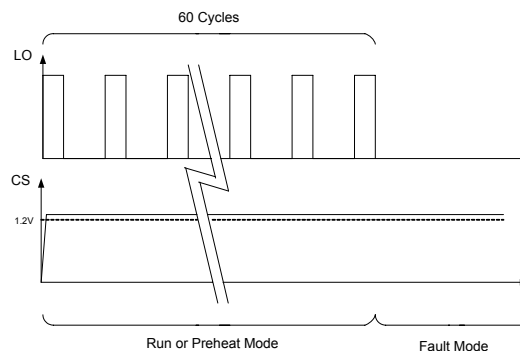 60 Cycles
LO
CS
1.2V
Run or Preheat Mode
Fault Mode